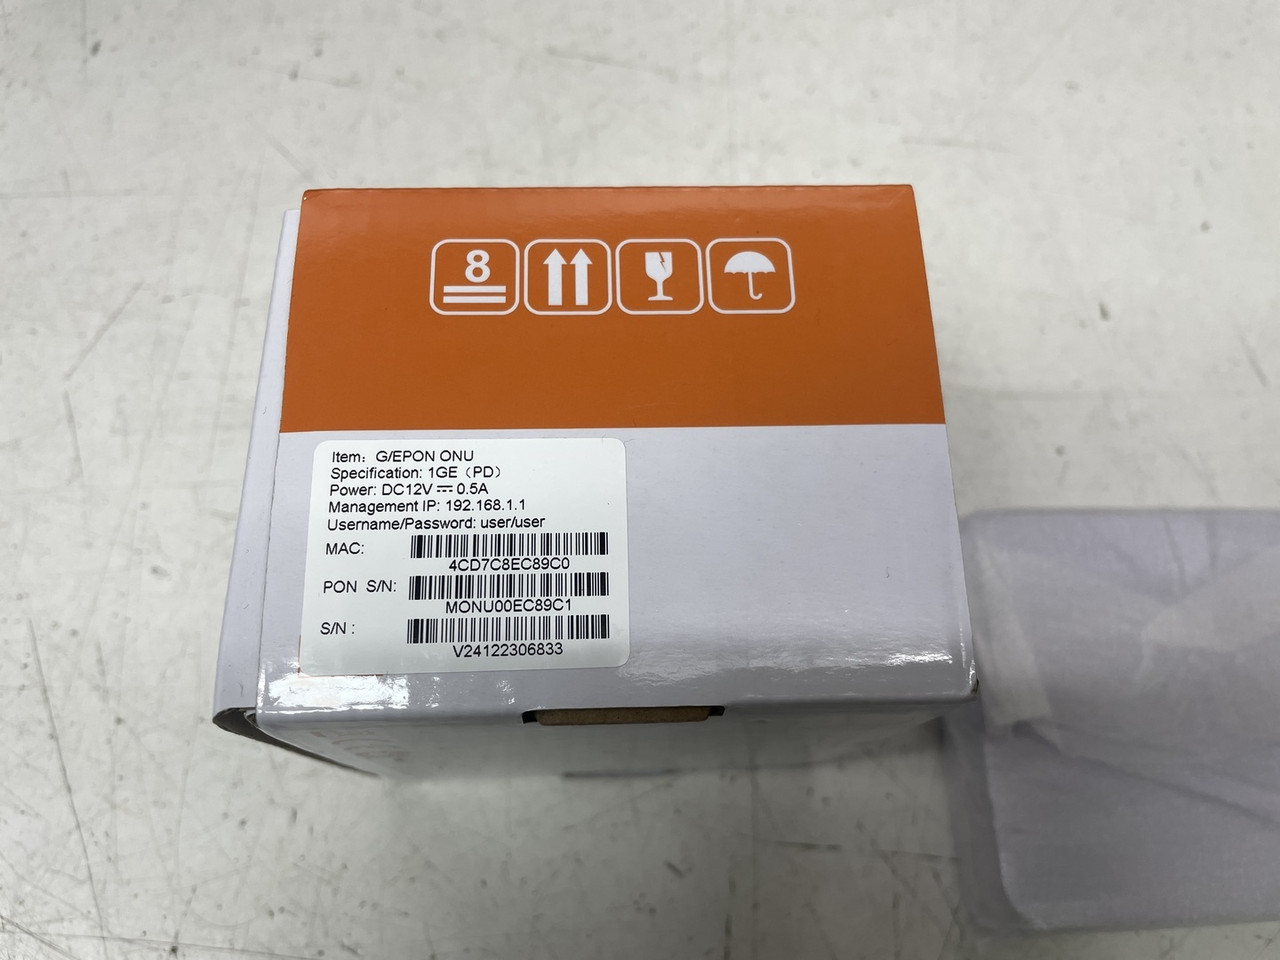 8
Item: G/EPON ONU
Specification: 1GE（PD）
Power: DC12V ⎓ 0.5A
Management IP: 192.168.1.1
Username/Password: user/user
MAC:
4CD7C8EC89C0
PON S/N:
MONU00EC89C1
S/N :
V24122306833